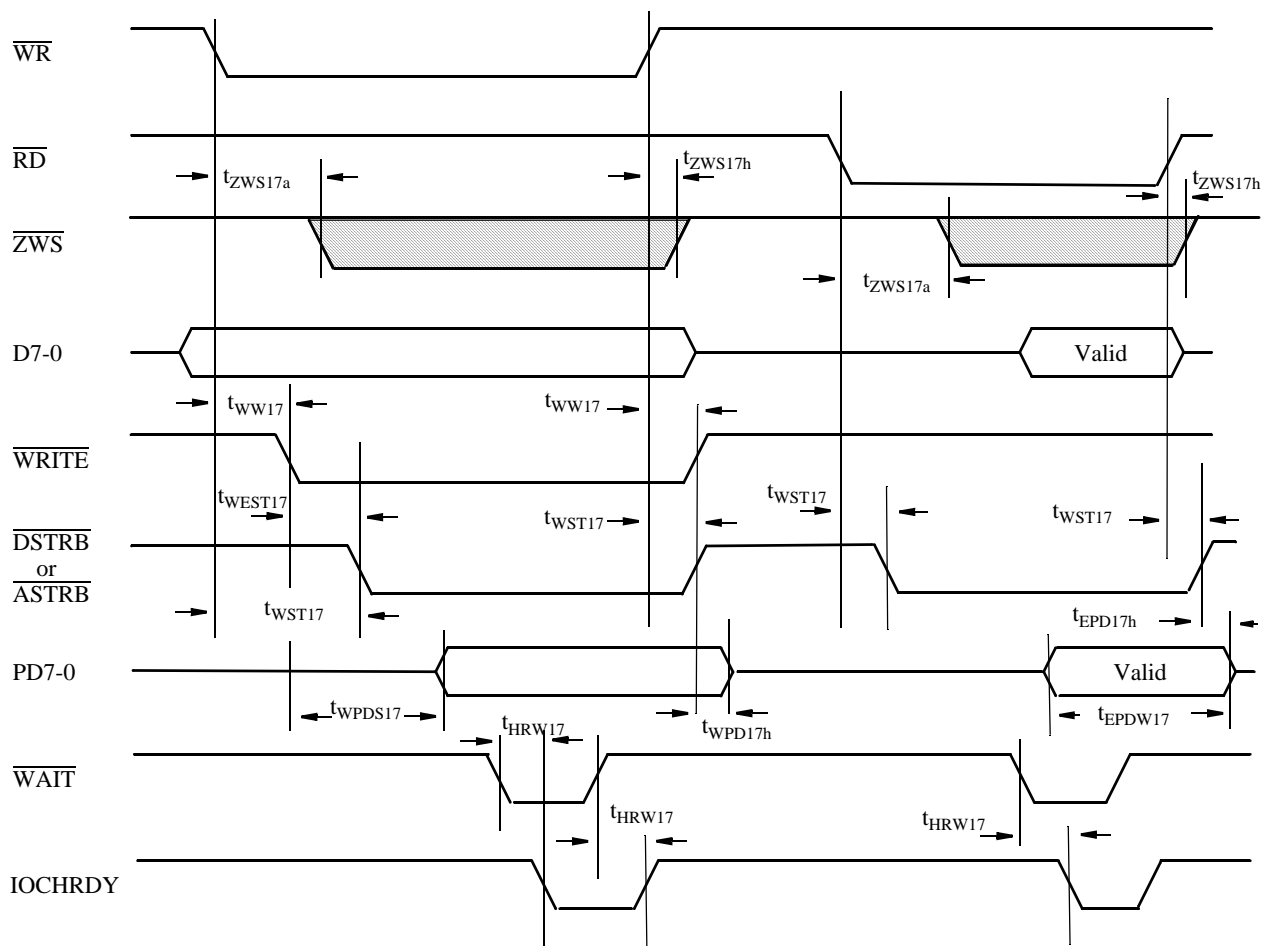 WR
RD
tZWS17a
tZWS17h
tZWS17h
ZWS
tZWS17a
D7-0
Valid
tWW17
tWW17
WRITE
tWEST17
tWST17
tWST17
tWST17
DSTRB
or
ASTRB
tWST17
tEPD17h
PD7-0
Valid
tWPDS17
tHRW17
tWPD17h
tEPDW17
WAIT
tHRW17
tHRW17
IOCHRDY